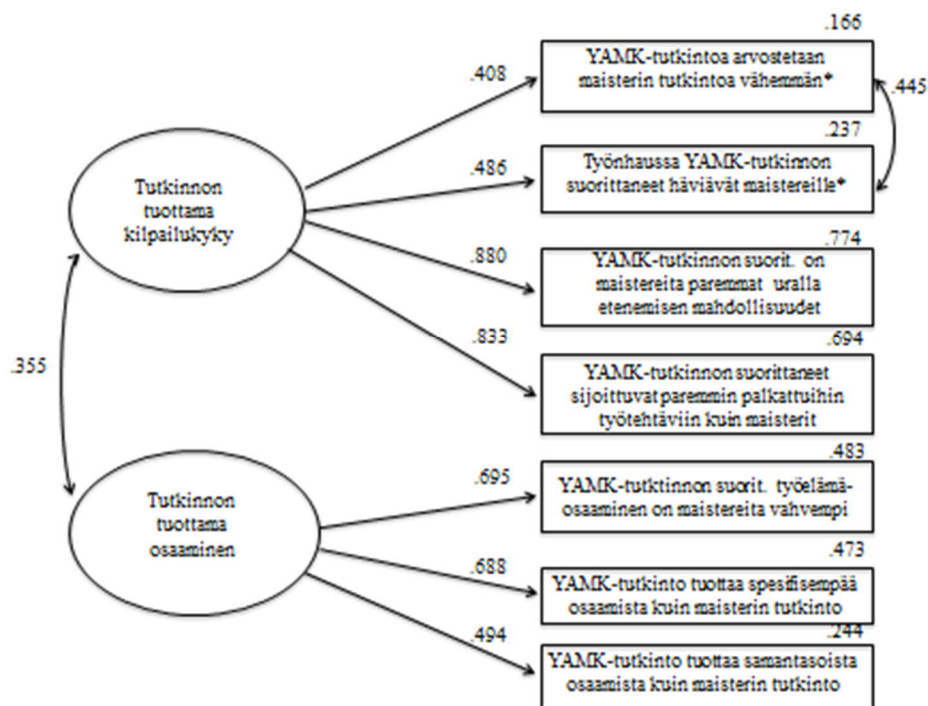 .166
YAMK-tutkintoa arvostetaan
maisterin tutkintoa vähemmän*
.408
.445
.237
Työnhaussa YAMK-tutkinnon
suorittaneet häviävät maistereille*
.486
Tutkinnon
tuottama
kilpailukyky
.774
YAMK-tutkinnon suorit. on
maistereita paremmat uralla
etenemisen mahdollisuudet
.880
.833
.694
YAMK-tutkinnon suorittaneet
sijoittuvat paremmin palkattuihin
työtehtäviin kuin maisterit
.355
.483
YAMK-tutktinnon suorit. työelämä-
osaaminen on maistereita vahvempi
.695
Tutkinnon
tuottama
osaaminen
.473
YAMK-tutkinto tuottaa spesifisempää
osaamista kuin maisterin tutkinto
.688
.494
.244
YAMK-tutkinto tuottaa samantasoista
osaamista kuin maisterin tutkinto